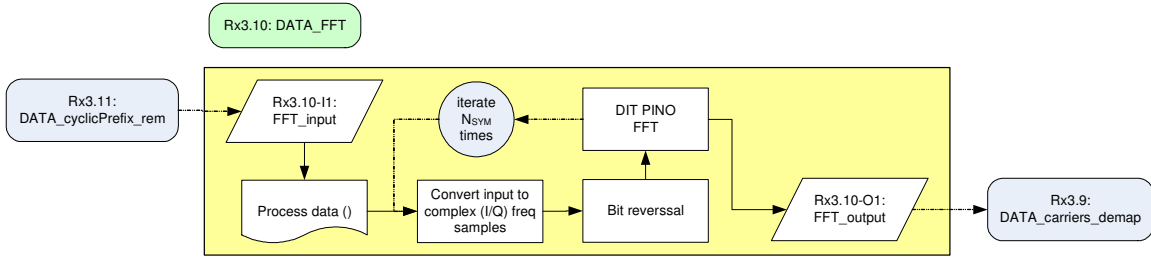 Rx3.10: DATA_FFT
Rx3.11:
DATA_cyclicPrefix_rem
Rx3.10-I1:
FFT_input
iterate
NSYM
times
DIT PINO
FFT
Process data ()
Convert input to
complex (I/Q) freq
samples
Bit reverssal
Rx3.10-O1:
FFT_output
Rx3.9:
DATA_carriers_demap